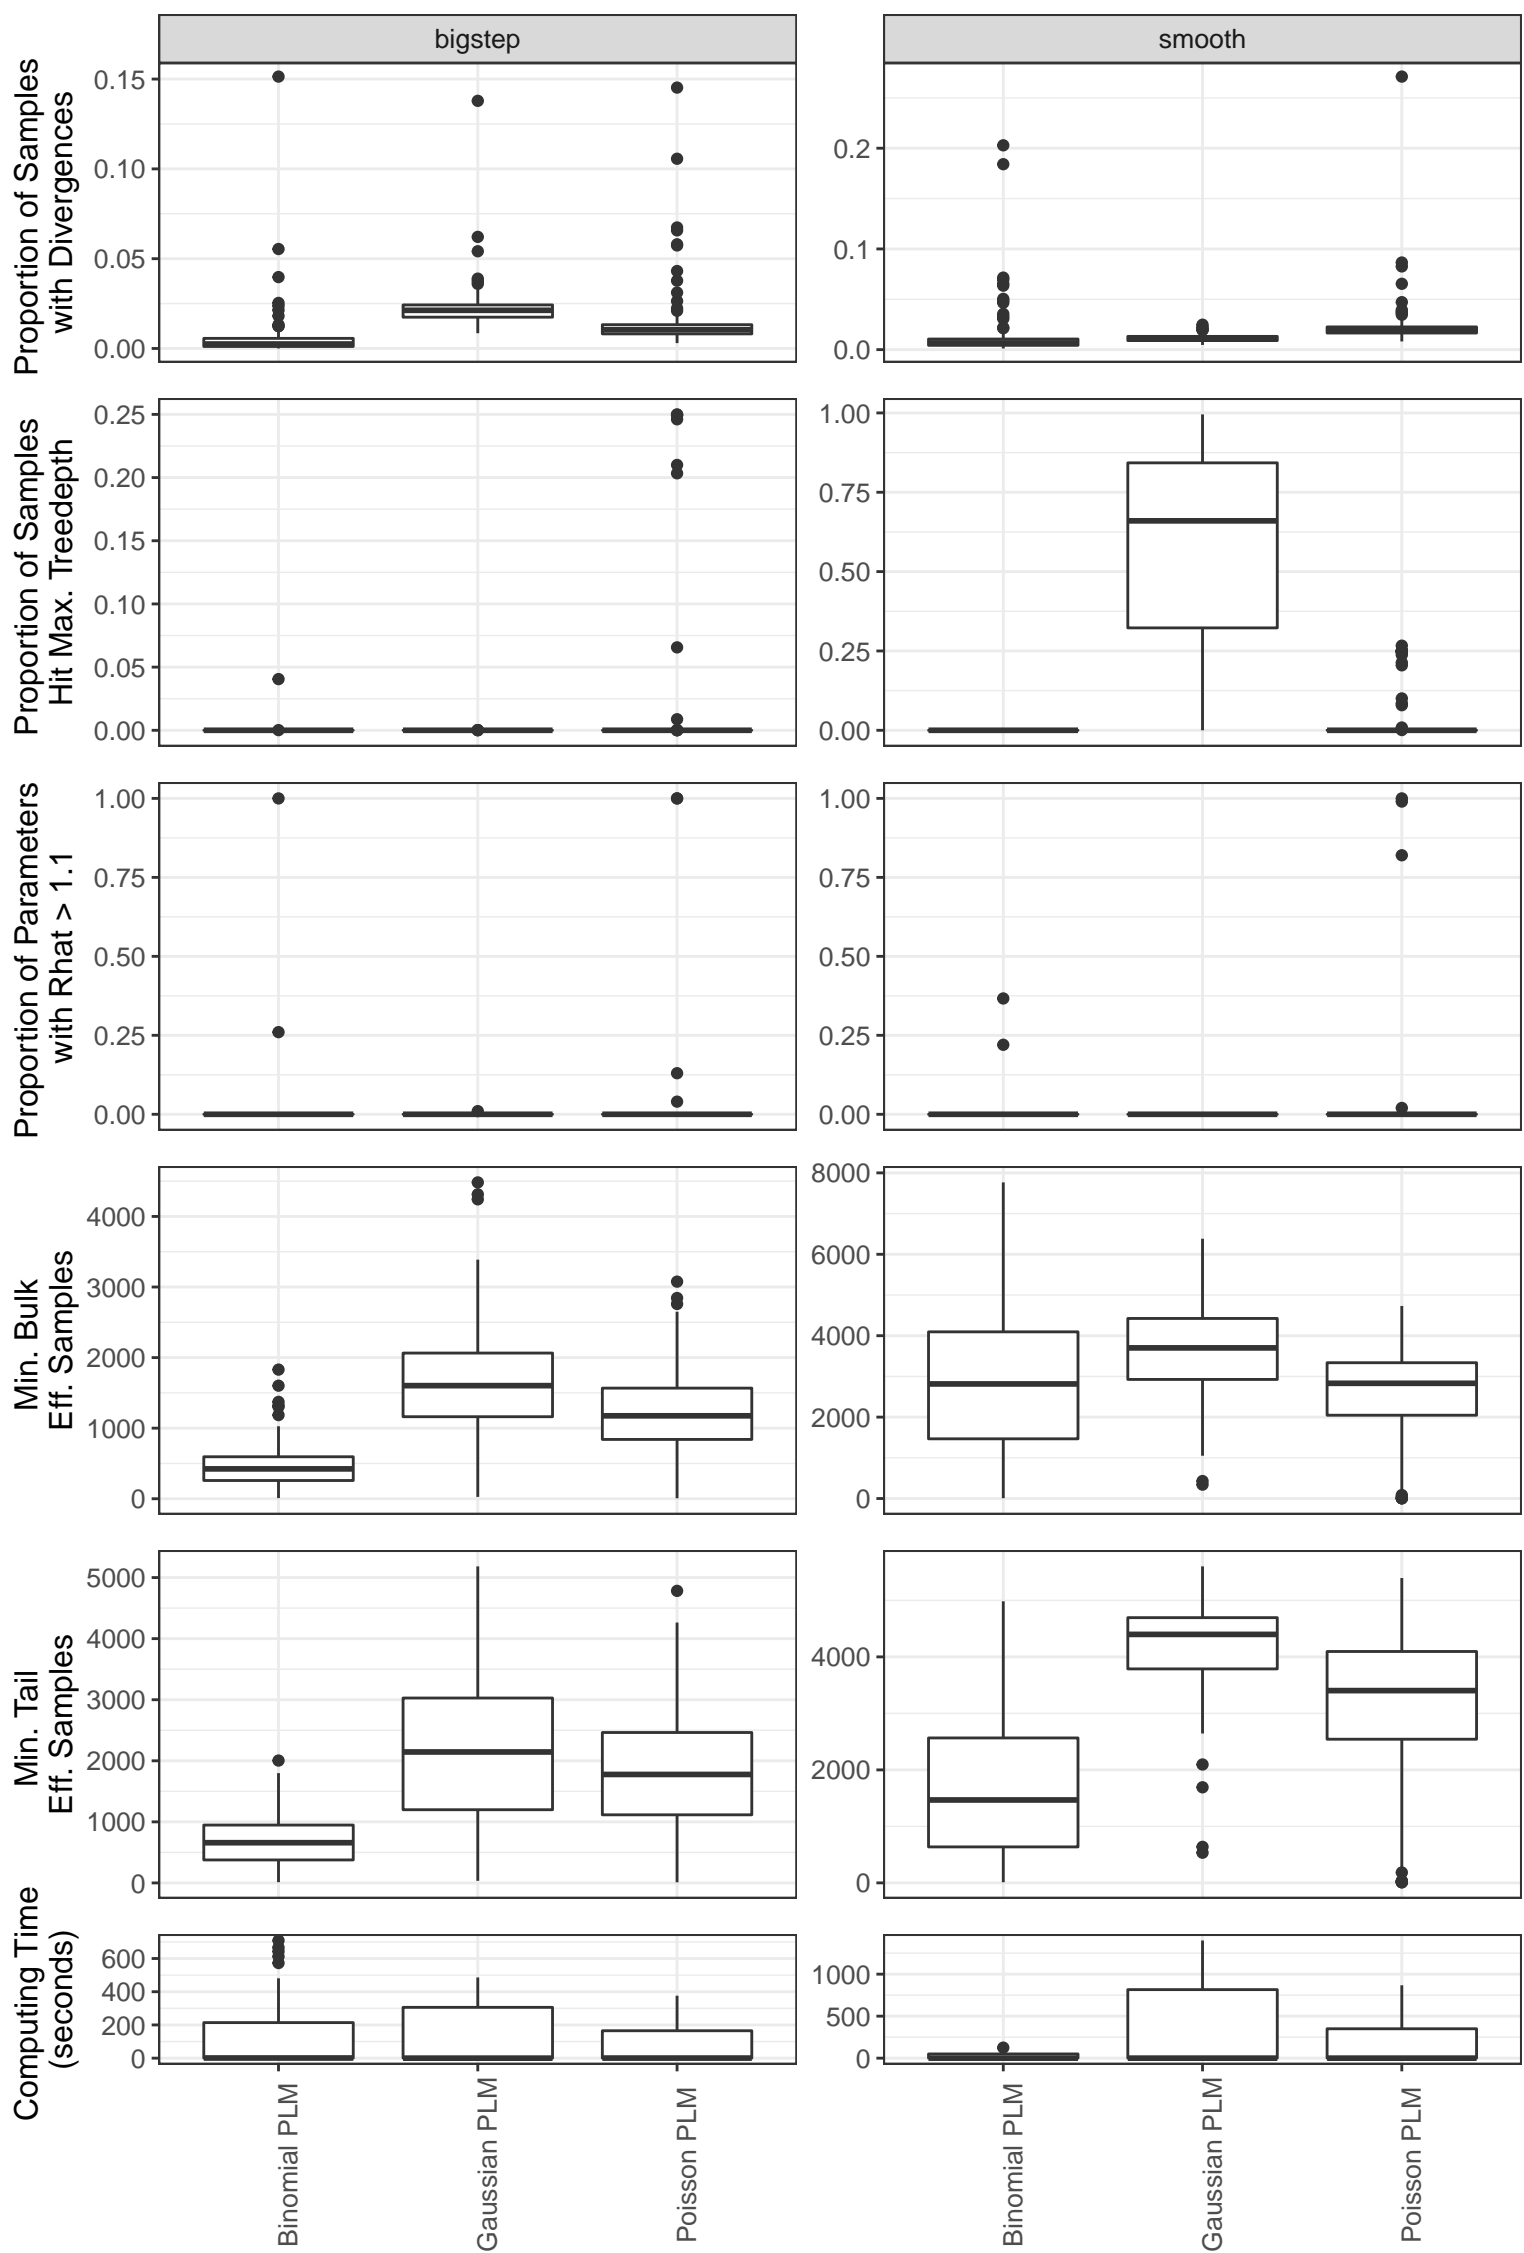 bigstep
smooth
Proportion of Samples
with Divergences
0.15
0.10
0.05
0.00
0.2
0.1
0.0
Proportion of Samples
Hit Max. Treedepth
0.25
0.20
0.15
0.10
0.05
0.00
1.00
0.75
0.50
0.25
0.00
Proportion of Parameters
with Rhat > 1.1
1.00
0.75
0.50
0.25
0.00
1.00
0.75
0.50
0.25
0.00
Min. Bulk
Eff. Samples
4000
3000
2000
1000
0
8000
6000
4000
2000
0
Min. Tail
Eff. Samples
5000
4000
3000
2000
1000
0
4000
2000
0
Computing Time
(seconds)
600
400
200
0
1000
500
0
Binomial PLM
Gaussian PLM
Poisson PLM
Binomial PLM
Gaussian PLM
Poisson PLM